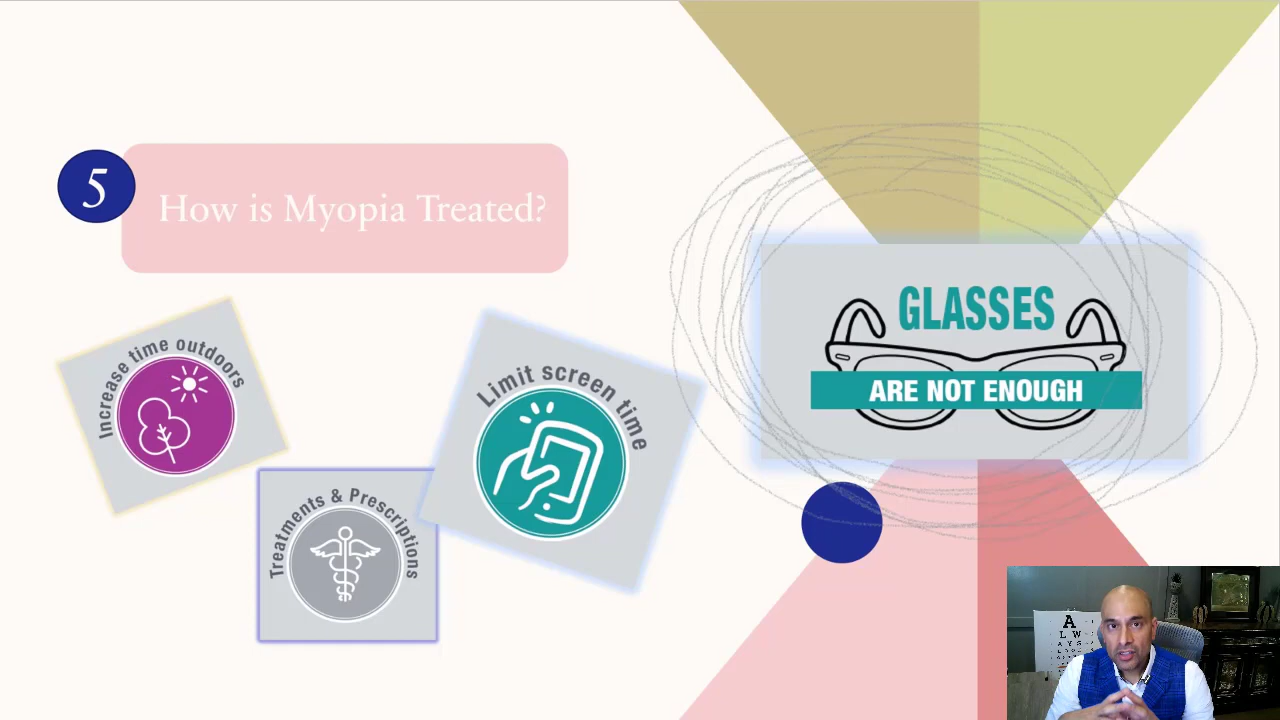 5
How is Myopia Treated?
Increase time outdoors
Treatments & Prescriptions
Limit screen time
GLASSES
ARE NOT ENOUGH
A
L W
A Y S